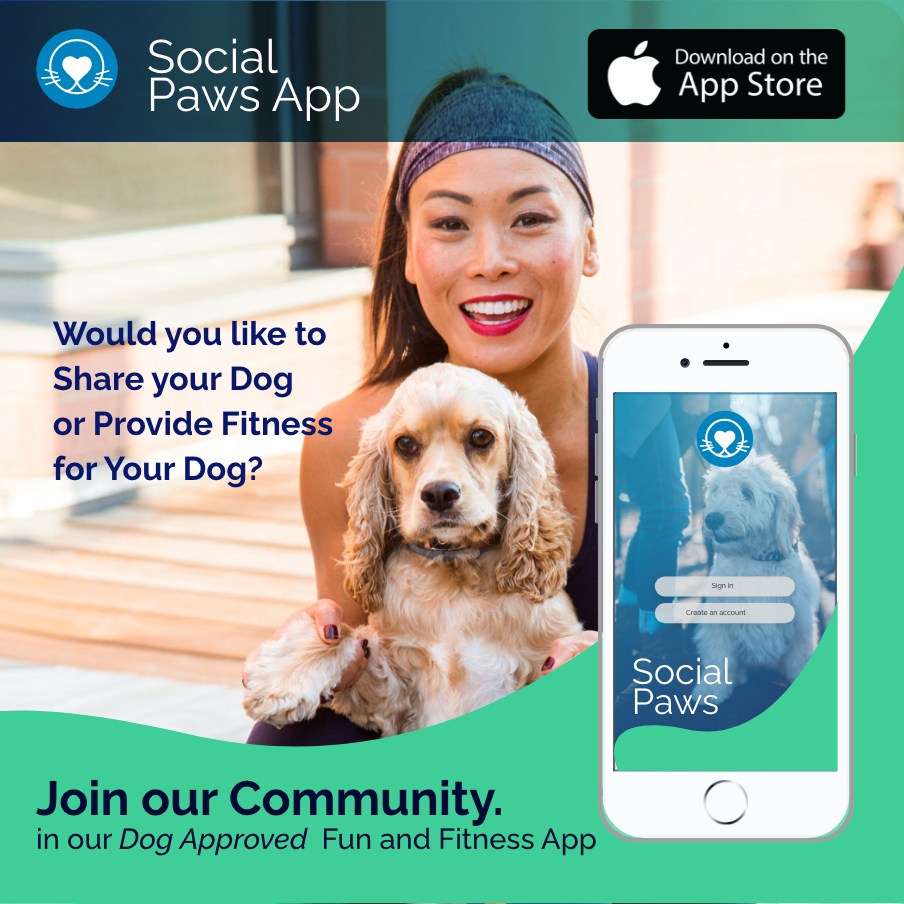 Social
Paws App
Download on the
App Store
Would you like to
Share your Dog
or Provide Fitness
for Your Dog?
Sign in
Create an account
Social
Paws
Join our Community.
in our Dog Approved Fun and Fitness App